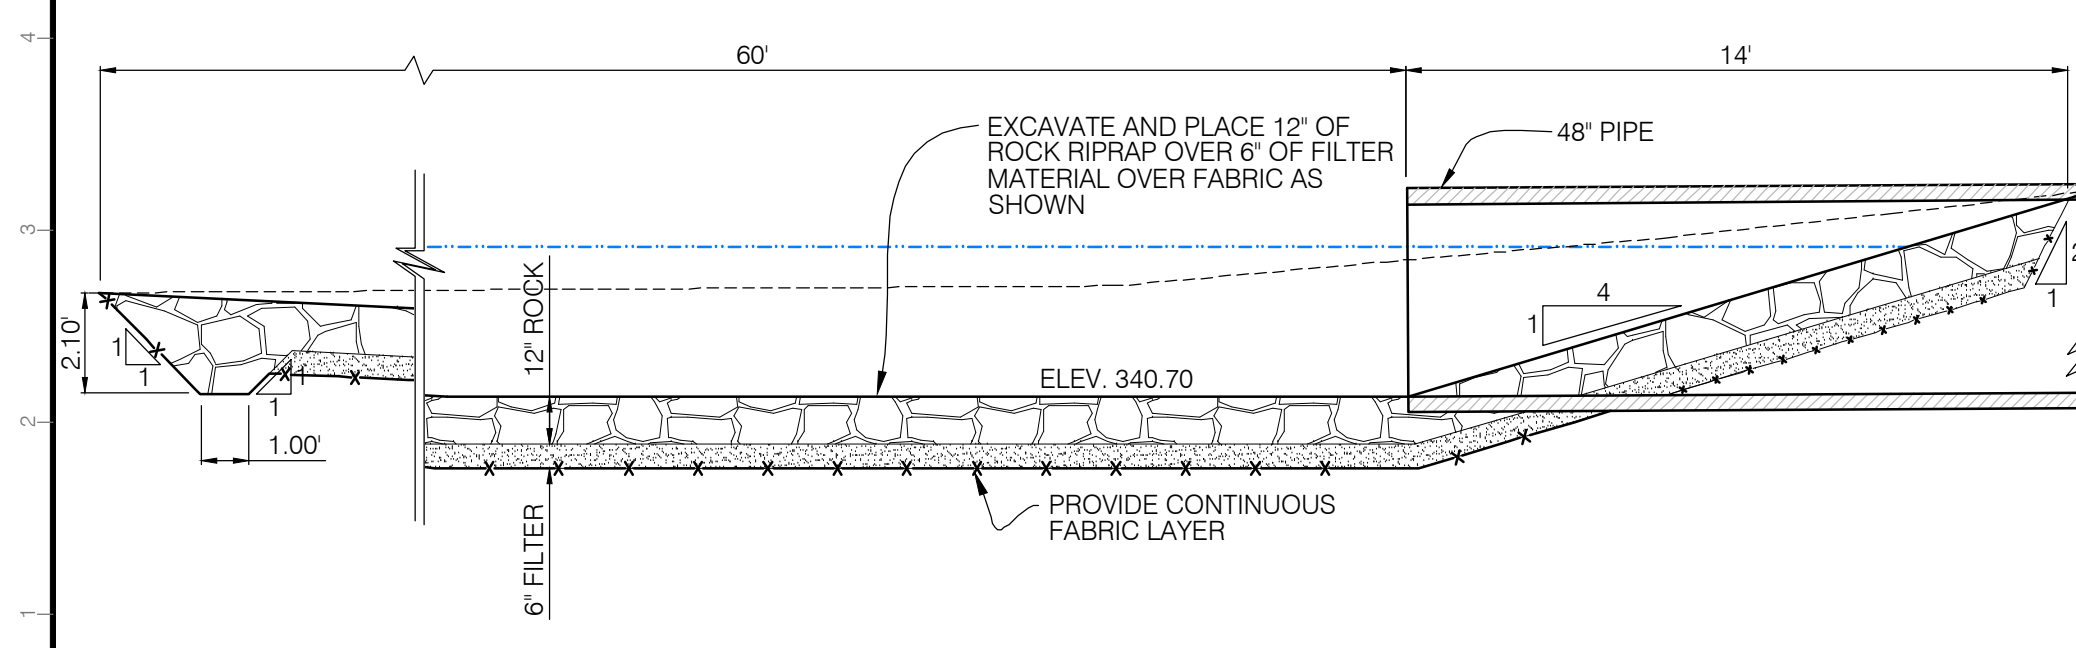 4
60'
14'
EXCAVATE AND PLACE 12" OF
ROCK RIPRAP OVER 6" OF FILTER
MATERIAL OVER FABRIC AS
SHOWN
48" PIPE
3
12" ROCK
2
1
4
1
2.10'
1
1
1
1
ELEV. 340.70
2
1.00'
PROVIDE CONTINUOUS
FABRIC LAYER
6" FILTER
1